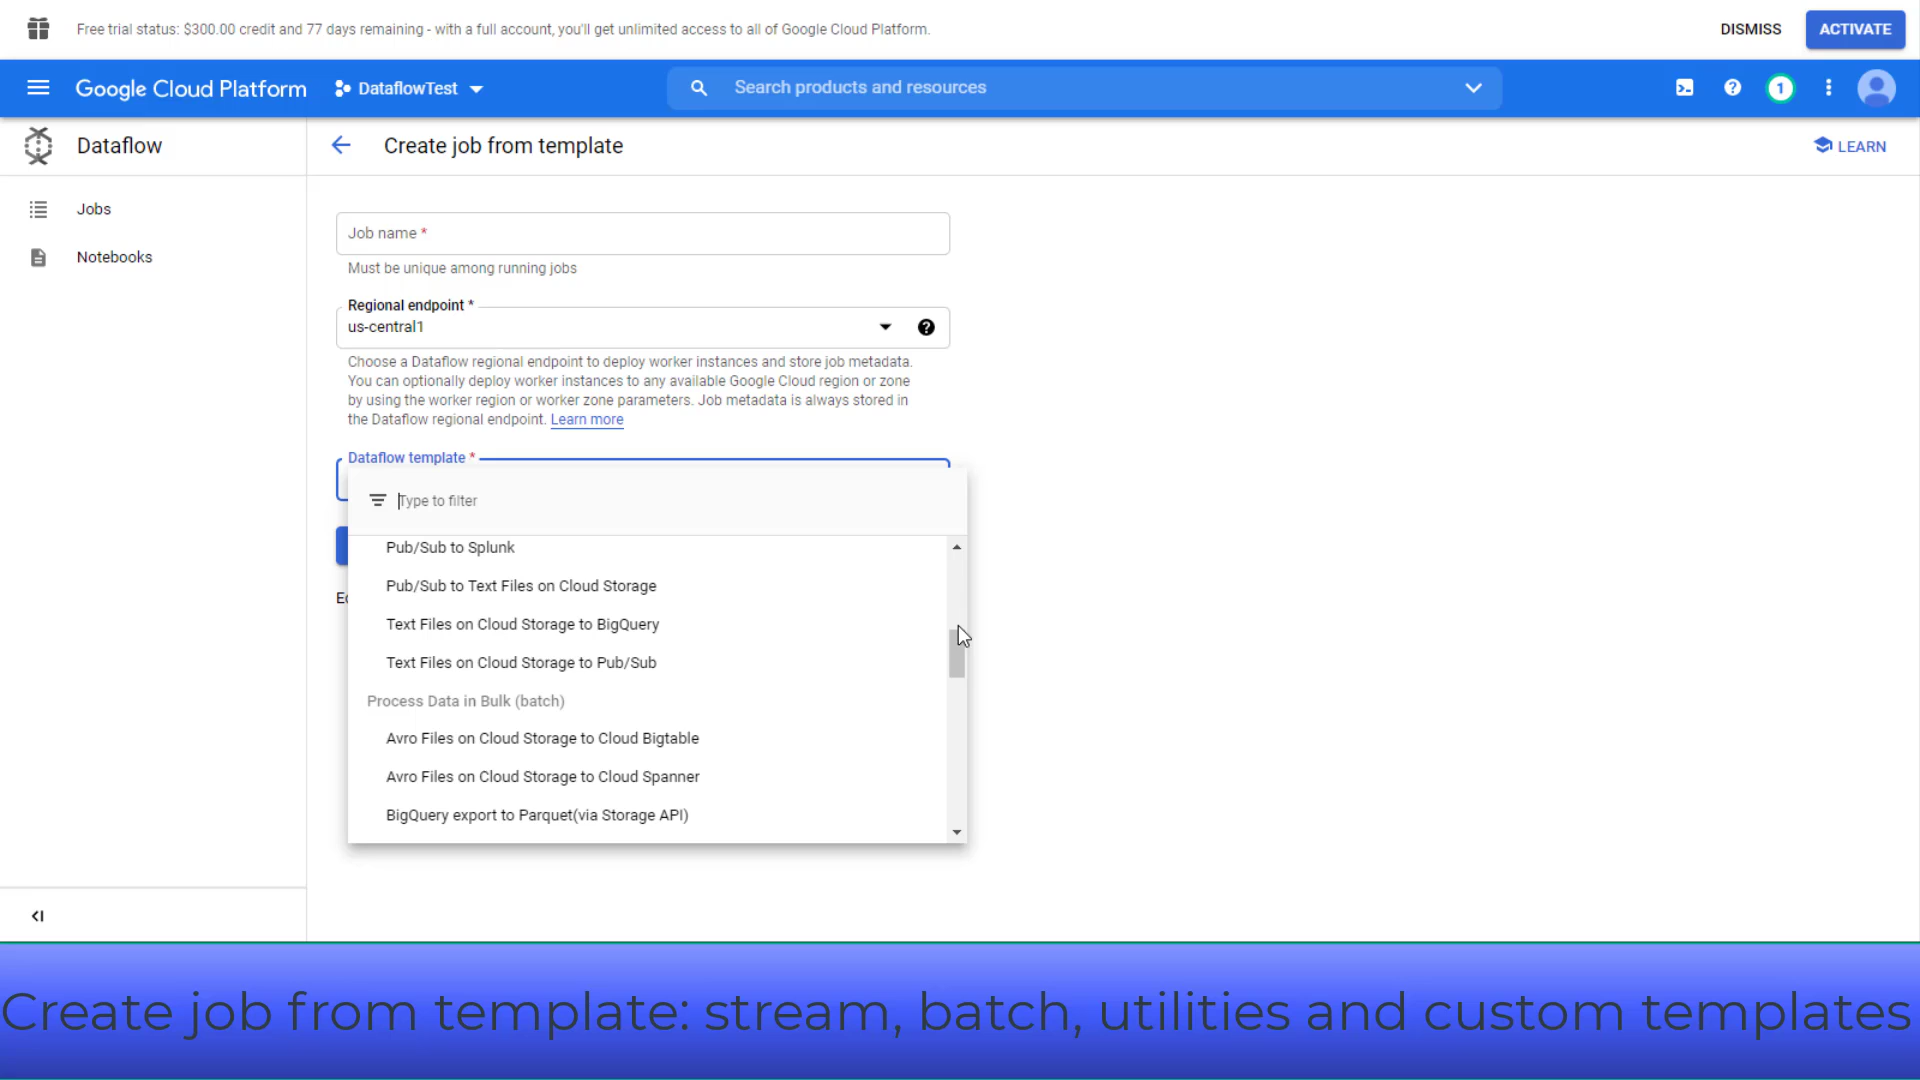 Free trial status: $300.00 credit and 77 days remaining - with a full account, you'll get unlimited access to all of Google Cloud Platform.
DISMISS
ACTIVATE
Google Cloud Platform
DataflowTest
Search products and resources
1
Dataflow
Create job from template
LEARN
Jobs
Notebooks
Job name *
Must be unique among running jobs
Regional endpoint *
us-central1
Choose a Dataflow regional endpoint to deploy worker instances and store job metadata.
You can optionally deploy worker instances to any available Google Cloud region or zone
by using the worker region or worker zone parameters. Job metadata is always stored in
the Dataflow regional endpoint. Learn more
Dataflow template *
Type to filter
Pub/Sub to Splunk
Pub/Sub to Text Files on Cloud Storage
Text Files on Cloud Storage to BigQuery
Text Files on Cloud Storage to Pub/Sub
Process Data in Bulk (batch)
Avro Files on Cloud Storage to Cloud Bigtable
Avro Files on Cloud Storage to Cloud Spanner
BigQuery export to Parquet(via Storage API)
Create job from template: stream, batch, utilities and custom templates